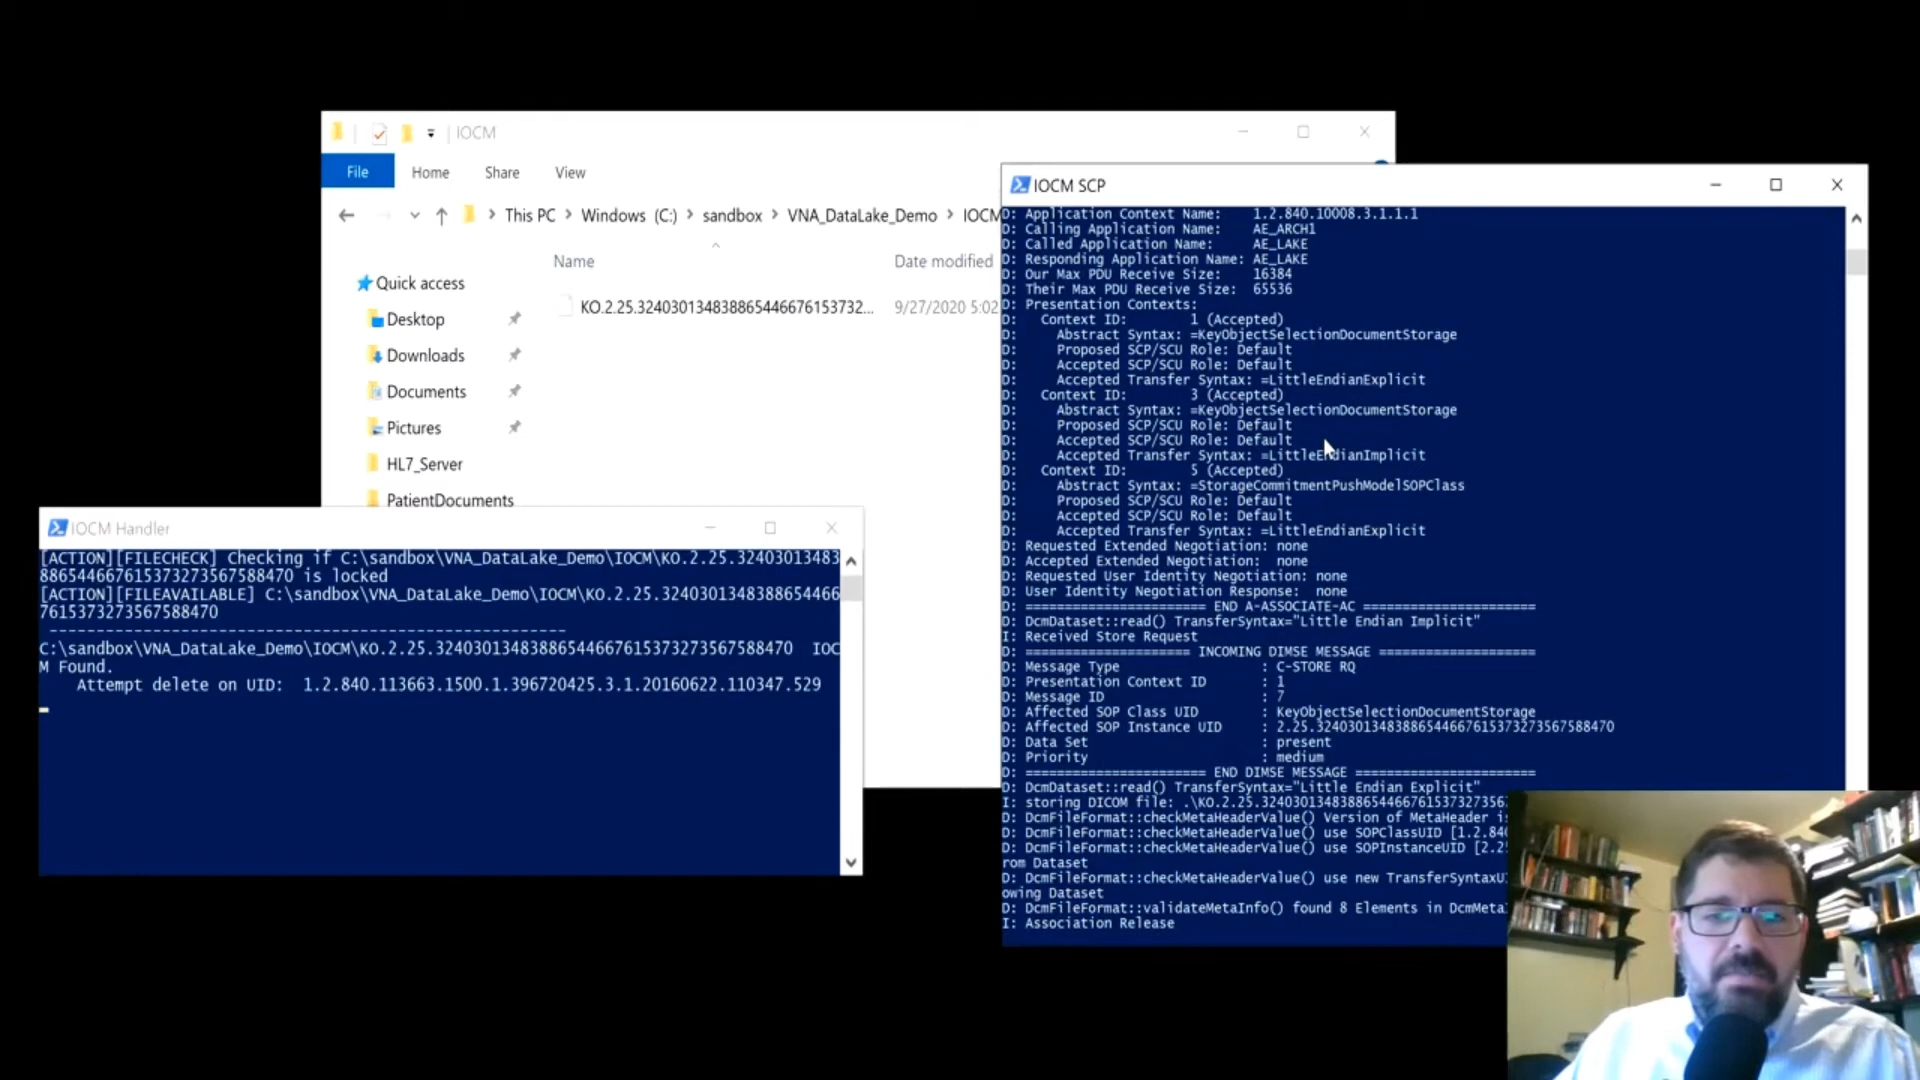 IOCM
File Home Share View
This PC > Windows (C:) > sandbox > VNA_DataLake_Demo > IOCM
Name Date modified
Quick access
KO.2.25.324030134838865446676153732... 9/27/2020 5:02
Desktop
Downloads
Documents
Pictures
HL7_Server
PatientDocuments
IOCM Handler
[ACTION][FILECHECK] Checking if C:\sandbox\VNA_DataLake_Demo\IOCM\KO.2.25.32403013483
8865446676153732735675 88470 is locked
[ACTION][FILEAVAILABLE] C:\sandbox\VNA_DataLake_Demo\IOCM\KO.2.25.3240301348388654466
76153732735675 88470
---------------------------------------------------------
C:\sandbox\VNA_DataLake_Demo\IOCM\KO.2.25.324030134838865446676153732735 67588470  IOC
M Found.
Attempt delete on UID:  1.2.840.113663.1500.1.396720425.3.1.20160622.110347.529
IOCM SCP
D: Application Context Name:    1.2.840.10008.3.1.1.1
D: Calling Application Name:    AE_ARCH1
D: Called Application Name:     AE_LAKE
D: Responding Application Name: AE_LAKE
D: Our Max PDU Receive Size:    16384
D: Their Max PDU Receive Size:  65536
D: Presentation Contexts:
D:   Context ID:        1 (Accepted)
D:     Abstract Syntax: =KeyObjectSelectionDocumentStorage
D:     Proposed SCP/SCU Role: Default
D:     Accepted SCP/SCU Role: Default
D:     Accepted Transfer Syntax: =LittleEndianExplicit
D:   Context ID:        3 (Accepted)
D:     Abstract Syntax: =KeyObjectSelectionDocumentStorage
D:     Proposed SCP/SCU Role: Default
D:     Accepted SCP/SCU Role: Default
D:     Accepted Transfer Syntax: =LittleEndianImplicit
D:   Context ID:        5 (Accepted)
D:     Abstract Syntax: =StorageCommitmentPushModelSOPClass
D:     Proposed SCP/SCU Role: Default
D:     Accepted SCP/SCU Role: Default
D:     Accepted Transfer Syntax: =LittleEndianExplicit
D: Requested Extended Negotiation: none
D: Accepted Extended Negotiation:  none
D: Requested User Identity Negotiation: none
D: User Identity Negotiation Response:  none
D: ======================= END A-ASSOCIATE-AC ======================
D: DcmDataset::read() TransferSyntax="Little Endian Implicit"
I: Received Store Request
D: ===================== INCOMING DIMSE MESSAGE ====================
D: Message Type                  : C-STORE RQ
D: Presentation Context ID       : 1
D: Message ID                    : 7
D: Affected SOP Class UID        : KeyObjectSelectionDocumentStorage
D: Affected SOP Instance UID     : 2.25.32403013483886544667615373273567588470
D: Data Set                      : present
D: Priority                      : medium
D: ======================= END DIMSE MESSAGE =======================
D: DcmDataset::read() TransferSyntax="Little Endian Explicit"
I: storing DICOM file: .\KO.2.25.3240301348388654466761537327356
D: DcmFileFormat::checkMetaHeaderValue() Version of MetaHeader i
D: DcmFileFormat::checkMetaHeaderValue() use SOPClassUID [1.2.84
D: DcmFileFormat::checkMetaHeaderValue() use SOPInstanceUID [2.2
rom Dataset
D: DcmFileFormat::checkMetaHeaderValue() use new TransferSyntaxU
owing Dataset
D: DcmFileFormat::validateMetaInfo() found 8 Elements in DcmMeta
I: Association Release